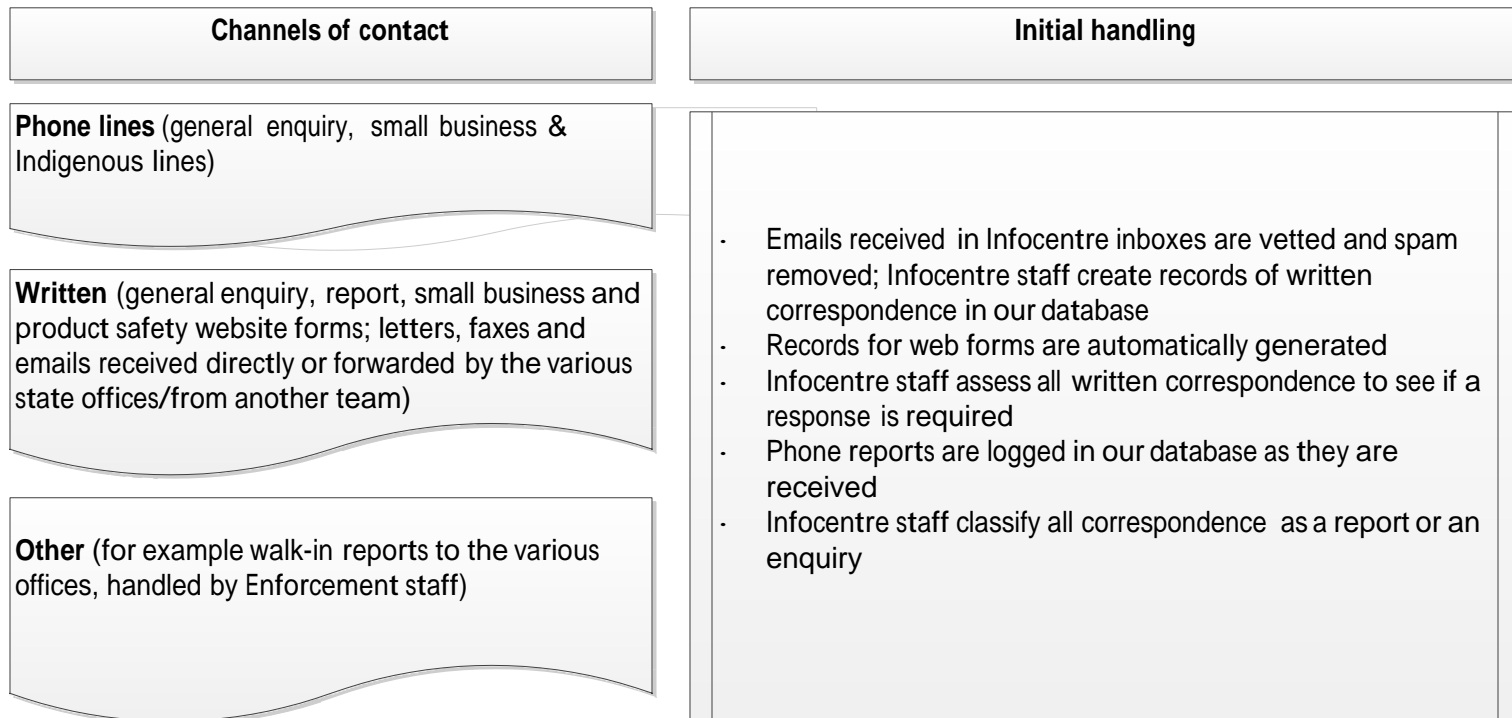 Channels of contact
Initial handling
Phone lines (general enquiry, small business &
Indigenous lines)
Written (general enquiry, report, small business and
product safety website forms; letters, faxes and
emails received directly or forwarded by the various
state offices/from another team)
Other (for example walk-in reports to the various
offices, handled by Enforcement staff)
· Emails received in Infocentre inboxes are vetted and spam
removed; Infocentre staff create records of written
correspondence in our database
· Records for web forms are automatically generated
· Infocentre staff assess all written correspondence to see if a
response is required
· Phone reports are logged in our database as they are
received
· Infocentre staff classify all correspondence as a report or an
enquiry